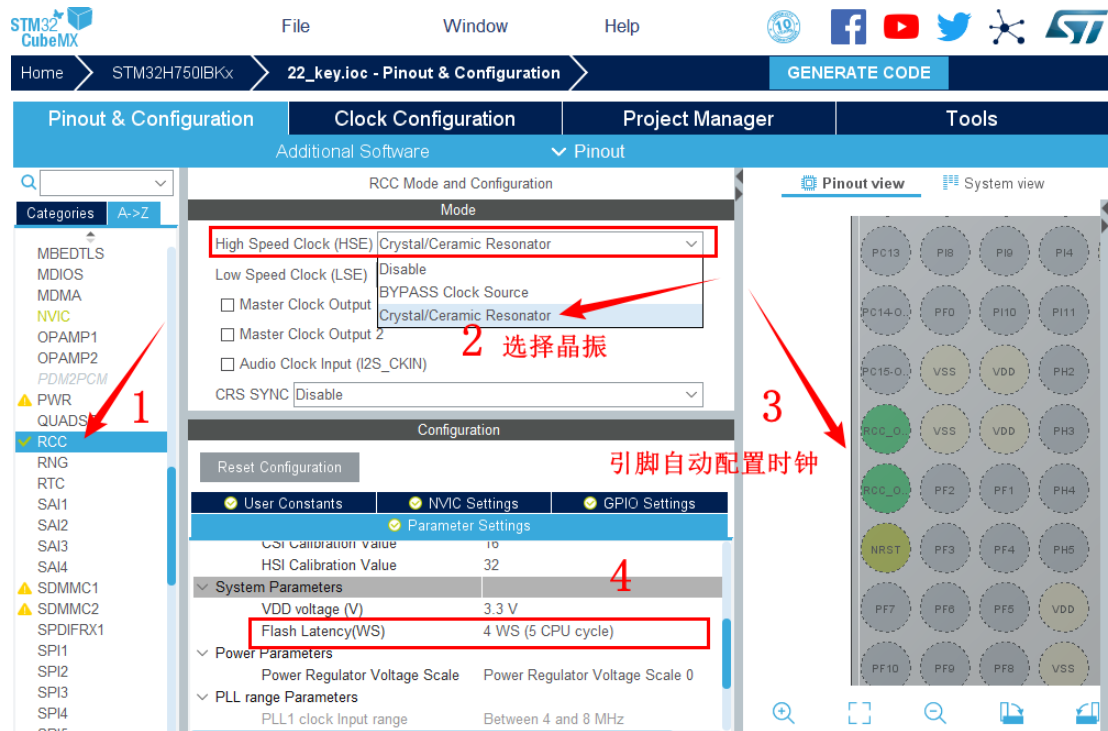 STM32
CubeMX
File
Window
Help
10
ST
Home
STM32H750IBKx
22_key.ioc - Pinout & Configuration
GENERATE CODE
Pinout & Configuration
Clock Configuration
Project Manager
Tools
Additional Software
Pinout
RCC Mode and Configuration
Pinout view
System view
Categories
A->Z
MBEDTLS
MDIOS
MDMA
NVIC
OPAMP1
OPAMP2
PDM2PCM
PWR
QUADS
RCC
RNG
RTC
SAI1
SAI2
SAI3
SAI4
SDMMC1
SDMMC2
SPDIFRX1
SPI1
SPI2
SPI3
SPI4
1
Mode
High Speed Clock (HSE) Crystal/Ceramic Resonator
Low Speed Clock (LSE) Disable
BYPASS Clock Source
Master Clock Output
Crystal/Ceramic Resonator
Master Clock Output 2
2 选择晶振
Audio Clock Input (I2S_CKIN)
CRS SYNC Disable
Configuration
Reset Configuration
User Constants
NVIC Settings
GPIO Settings
Parameter Settings
CSI Calibration Value 16
HSI Calibration Value 32
System Parameters
VDD voltage (V) 3.3 V
Flash Latency(WS) 4 WS (5 CPU cycle)
Power Parameters
Power Regulator Voltage Scale Power Regulator Voltage Scale 0
PLL range Parameters
PLL1 clock Input range Between 4 and 8 MHz
4
3
引脚自动配置时钟
PC13 PI8 PI9 PI4
PC14-O.. PF0 PI10 PI11
PC15-O.. VSS VDD PH2
RCC_O.. VSS VDD PH3
RCC_O.. PF2 PF1 PH4
NRST PF3 PF4 PH5
PF7 PF6 PF5 VDD
PF10 PF9 PF8 VSS